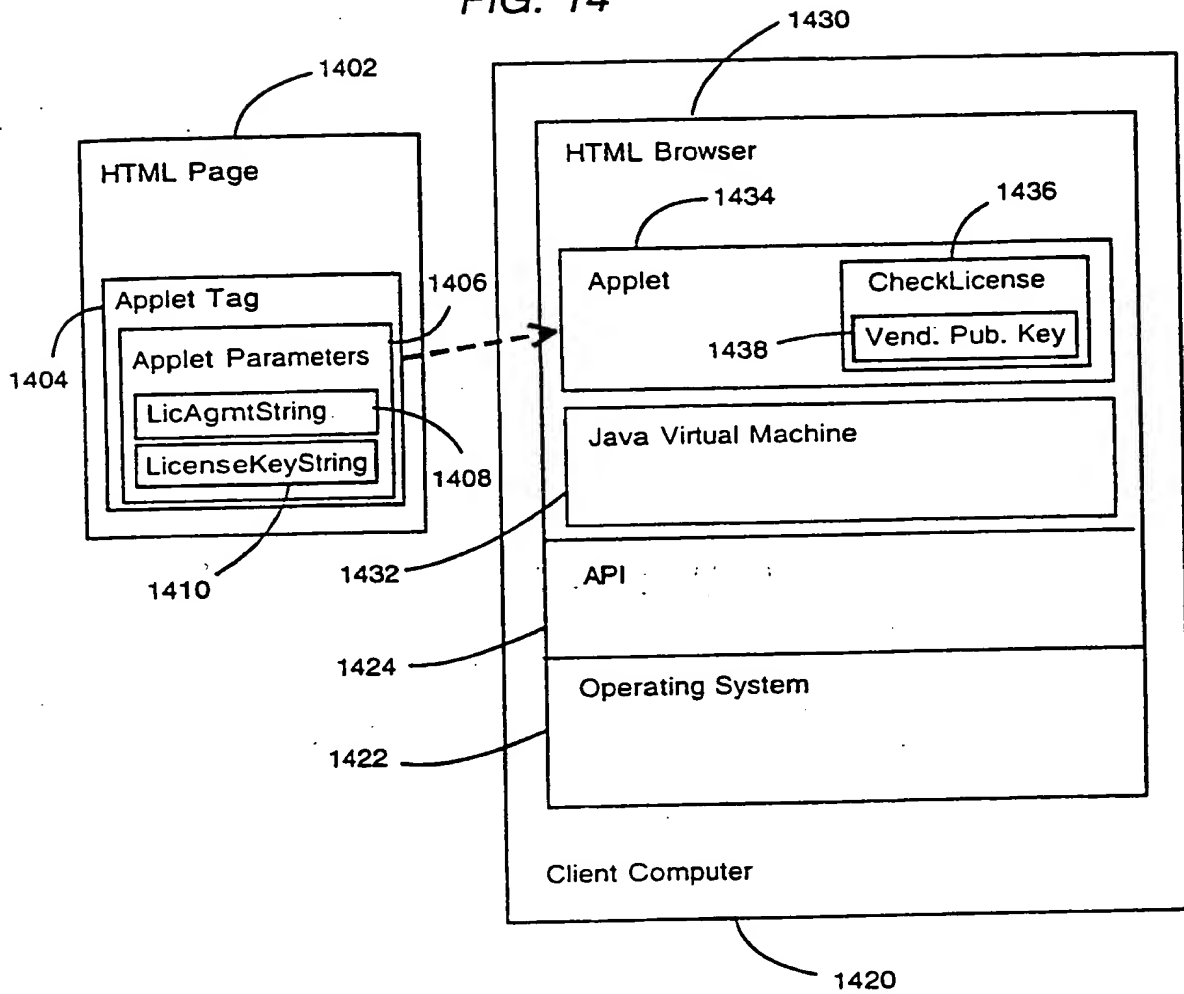 FIG. 14
1430
1402
HTML Page
HTML Browser
1434
1436
1406
Applet Tag
Applet
CheckLicense
Applet Parameters
1438
Vend. Pub. Key
1404
LicAgmtString
Java Virtual Machine
LicenseKeyString
1408
1432
API
1410
1424
Operating System
1422
Client Computer
1420